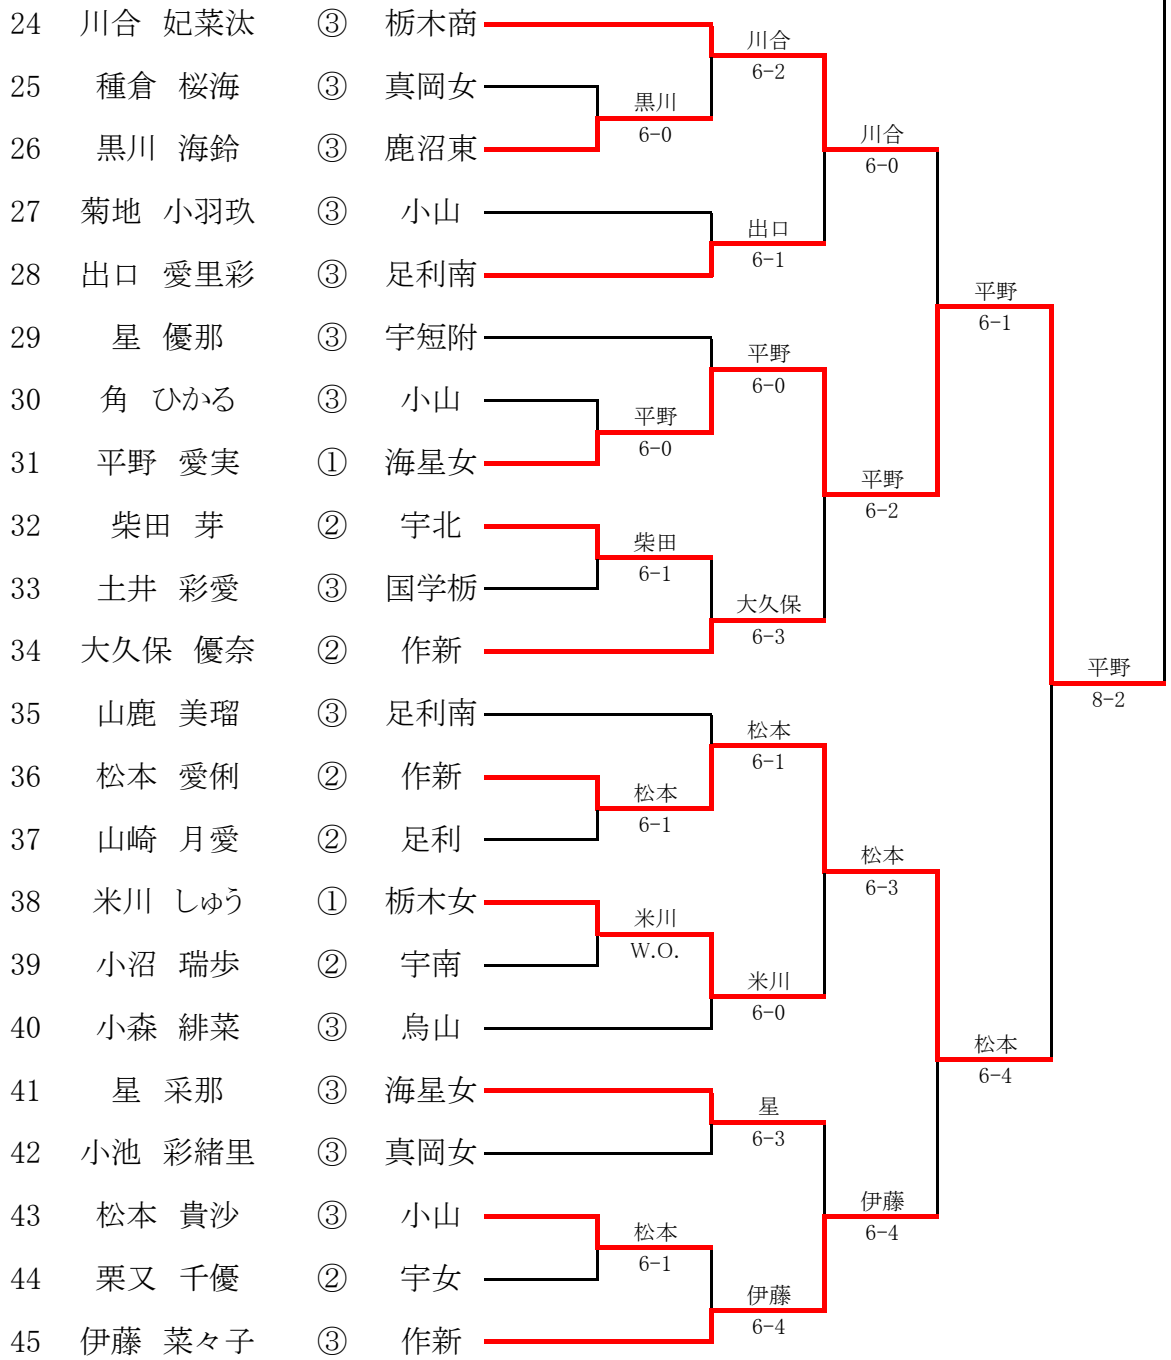 24 川合 妃菜汰 ③ 栃木商
川合
6-2
25 種倉 桜海 ③ 真岡女
黒川
6-0
26 黒川 海鈴 ③ 鹿沼東
川合
6-0
27 菊地 小羽玖 ③ 小山
出口
6-1
28 出口 愛里彩 ③ 足利南
平野
6-1
29 星 優那 ③ 宇短附
平野
6-0
30 角 ひかる ③ 小山
平野
6-0
31 平野 愛実 ① 海星女
平野
6-2
32 柴田 芽 ② 宇北
柴田
6-1
33 土井 彩愛 ③ 国学栃
大久保
6-3
34 大久保 優奈 ② 作新
平野
8-2
35 山鹿 美瑠 ③ 足利南
松本
6-1
36 松本 愛俐 ② 作新
松本
6-1
37 山崎 月愛 ② 足利
松本
6-3
38 米川 しゅう ① 栃木女
米川
W.O.
39 小沼 瑞歩 ② 宇南
米川
6-0
40 小森 緋菜 ③ 烏山
松本
6-4
41 星 采那 ③ 海星女
星
6-3
42 小池 彩緒里 ③ 真岡女
伊藤
6-4
43 松本 貴沙 ③ 小山
松本
6-1
44 栗又 千優 ② 宇女
伊藤
6-4
45 伊藤 菜々子 ③ 作新